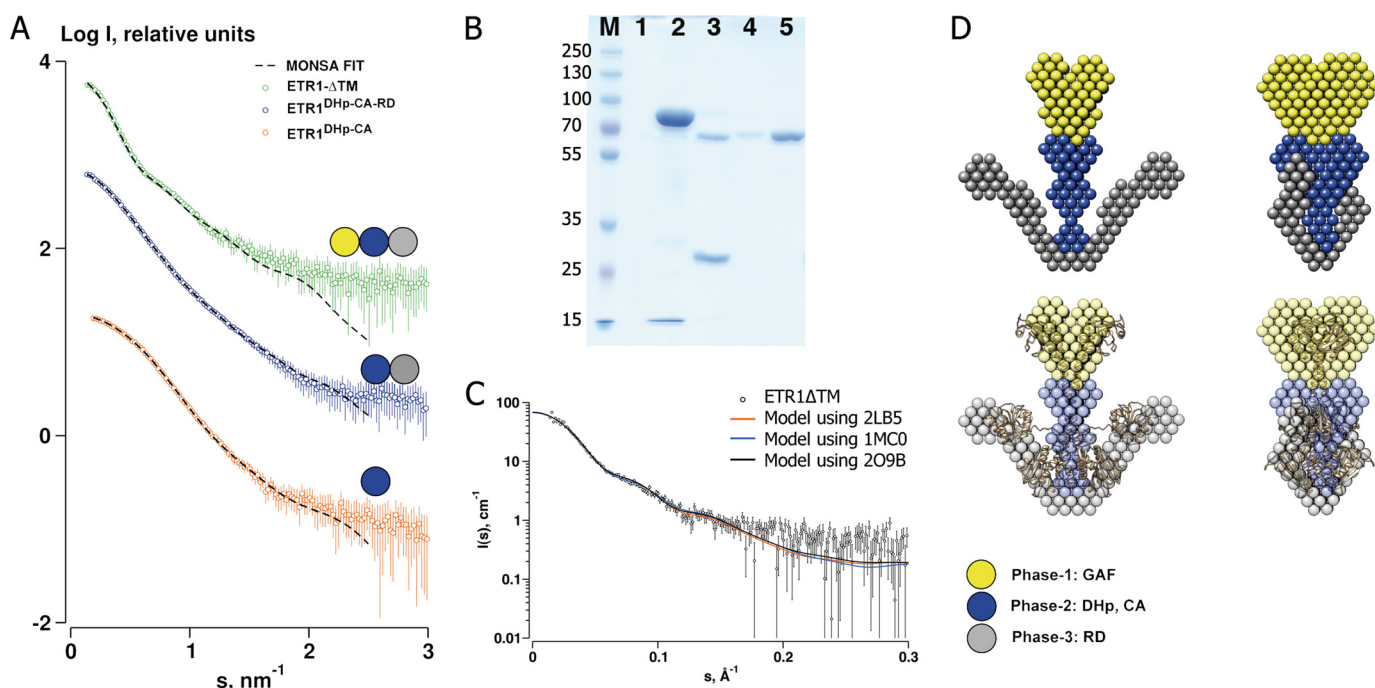 A
Log I, relative units
4
2
0
-2
0
1
2
3
s, nm-1
MONSA FIT
ETR1-ΔTM
ETR1DHp-CA-RD
ETR1DHp-CA
B
M 1 2 3 4 5
250
130
100
70
55
35
25
15
C
ETR1ΔTM
Model using 2LB5
Model using 1MC0
Model using 2O9B
I(s), cm-1
100
10
1
0.1
0.01
0
0.1
0.2
0.3
s, Å-1
D
Phase-1: GAF
Phase-2: DHp, CA
Phase-3: RD